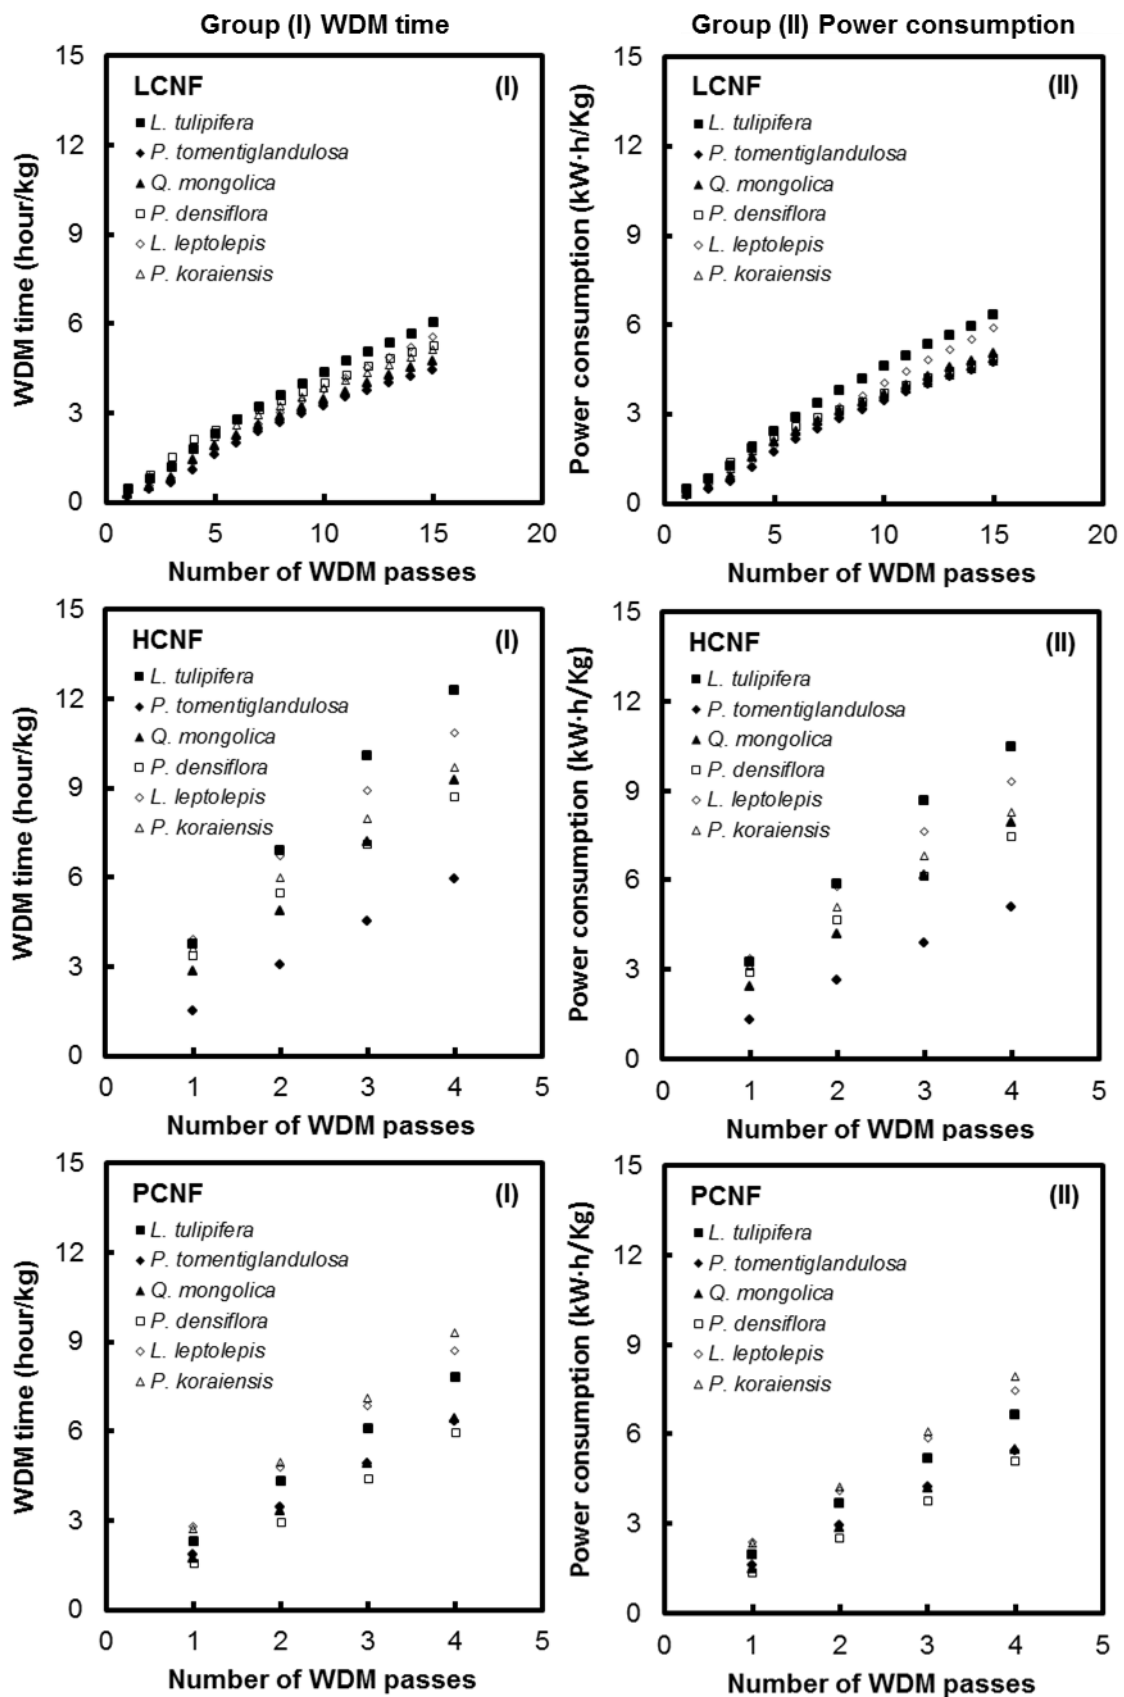 Group (I) WDM time
Group (II) Power consumption
15
12
9
6
3
0
0
5
10
15
20
WDM time (hour/kg)
Number of WDM passes
LCNF
(I)
L. tulipifera
P. tomentiglandulosa
Q. mongolica
P. densiflora
L. leptolepis
P. koraiensis
15
12
9
6
3
0
0
5
10
15
20
Power consumption (kW·h/Kg)
Number of WDM passes
LCNF
(II)
L. tulipifera
P. tomentiglandulosa
Q. mongolica
P. densiflora
L. leptolepis
P. koraiensis
15
12
9
6
3
0
0
1
2
3
4
5
WDM time (hour/kg)
Number of WDM passes
HCNF
(I)
L. tulipifera
P. tomentiglandulosa
Q. mongolica
P. densiflora
L. leptolepis
P. koraiensis
15
12
9
6
3
0
0
1
2
3
4
5
Power consumption (kW·h/Kg)
Number of WDM passes
HCNF
(II)
L. tulipifera
P. tomentiglandulosa
Q. mongolica
P. densiflora
L. leptolepis
P. koraiensis
15
12
9
6
3
0
0
1
2
3
4
5
WDM time (hour/kg)
Number of WDM passes
PCNF
(I)
L. tulipifera
P. tomentiglandulosa
Q. mongolica
P. densiflora
L. leptolepis
P. koraiensis
15
12
9
6
3
0
0
1
2
3
4
5
Power consumption (kW·h/Kg)
Number of WDM passes
PCNF
(II)
L. tulipifera
P. tomentiglandulosa
Q. mongolica
P. densiflora
L. leptolepis
P. koraiensis